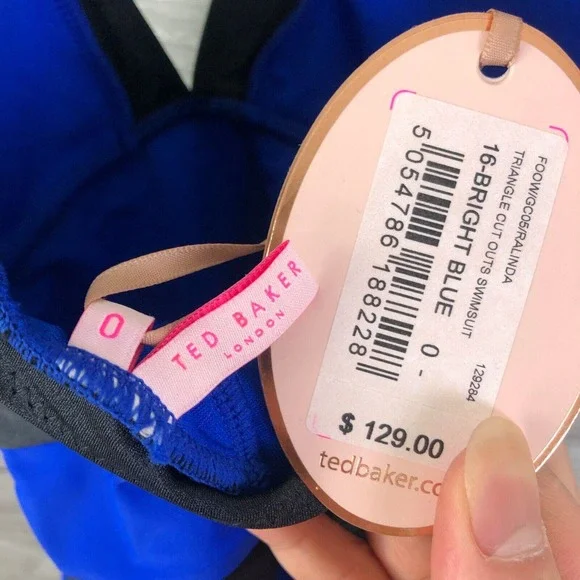 FOOW/GC05/RALINDA
TRIANGLE CUT OUTS SWIMSUIT
129264
16-BRIGHT BLUE 0 -
5 054786 188228
$ 129.00
tedbaker.co
0
TED BAKER
LONDON